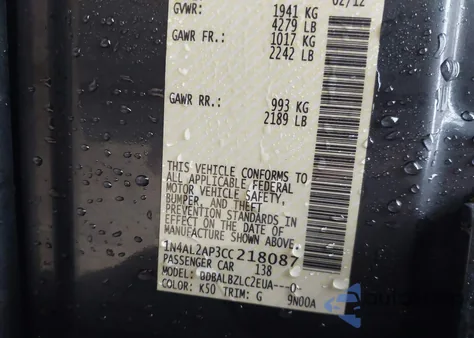 02/12
GVWR: 1941 KG
4279 LB
GAWR FR.: 1017 KG
2242 LB
GAWR RR.: 993 KG
2189 LB
THIS VEHICLE CONFORMS TO
ALL APPLICABLE FEDERAL
MOTOR VEHICLE SAFETY,
BUMPER, AND THEFT
PREVENTION STANDARDS IN
EFFECT ON THE DATE OF
MANUFACTURE SHOWN ABOVE.
1N4AL2AP3CC218087
PASSENGER CAR 138
MODEL: BDBALBZLC2EUA---0-
COLOR: K50 TRIM: G 9N00A